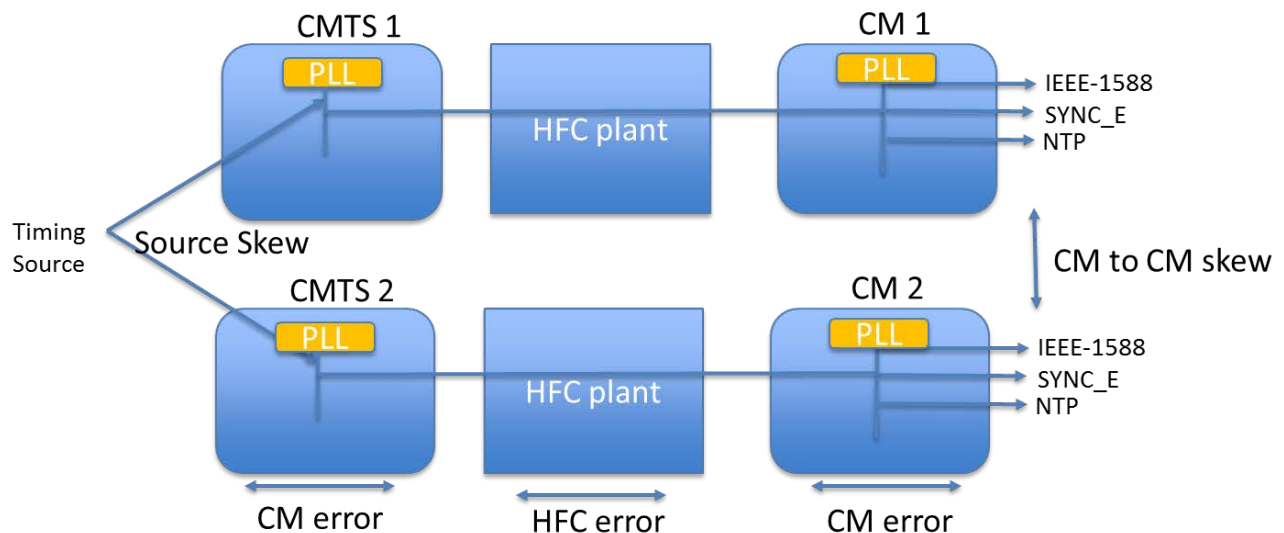 CMTS 1
CM 1
PLL
PLL
IEEE-1588
SYNC_E
NTP
HFC plant
Timing
Source
Source Skew
CM to CM skew
CMTS 2
CM 2
PLL
PLL
IEEE-1588
SYNC_E
NTP
HFC plant
CM error
HFC error
CM error